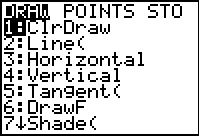 DRAW POINTS STO
1:ClrDraw
2:Line(
3:Horizontal
4:Vertical
5:Tangent(
6:DrawF
7↓Shade(